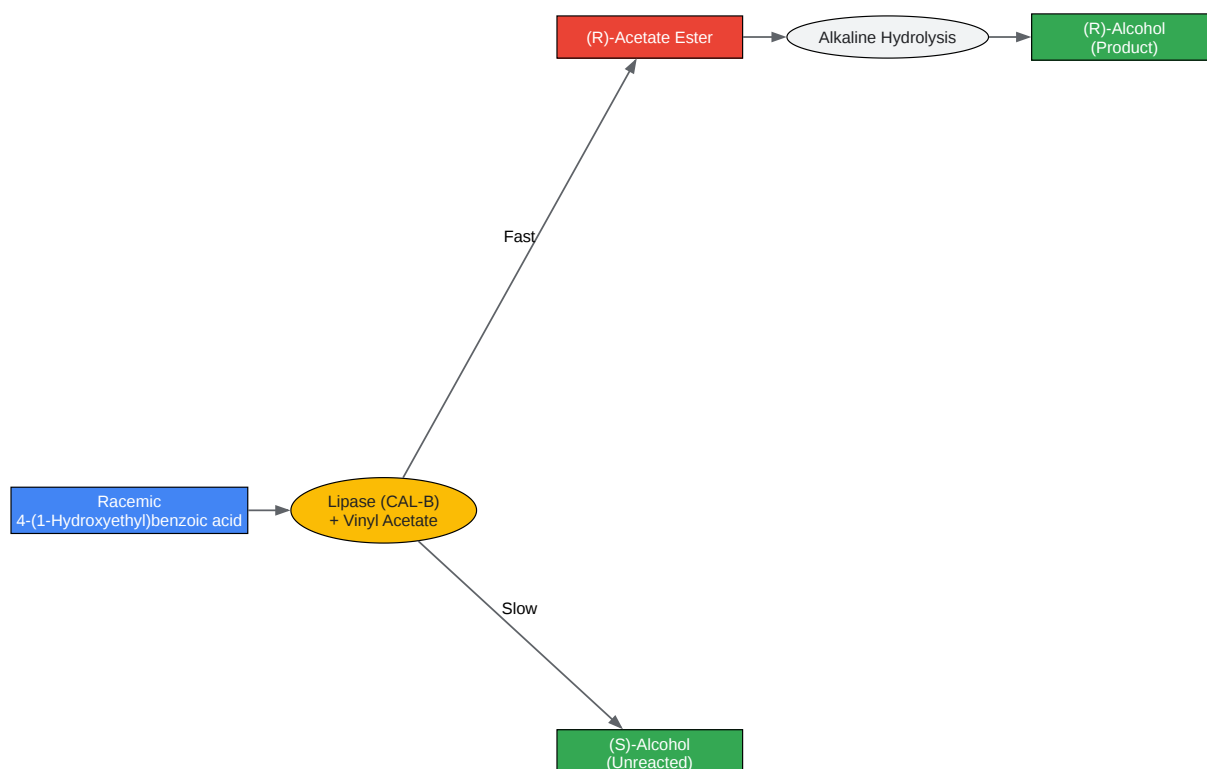 (R)-Acetate Ester
Alkaline Hydrolysis
(R)-Alcohol
(Product)
Fast
Racemic
4-(1-Hydroxyethyl)benzoic acid
Lipase (CAL-B)
+ Vinyl Acetate
Slow
(S)-Alcohol
(Unreacted)